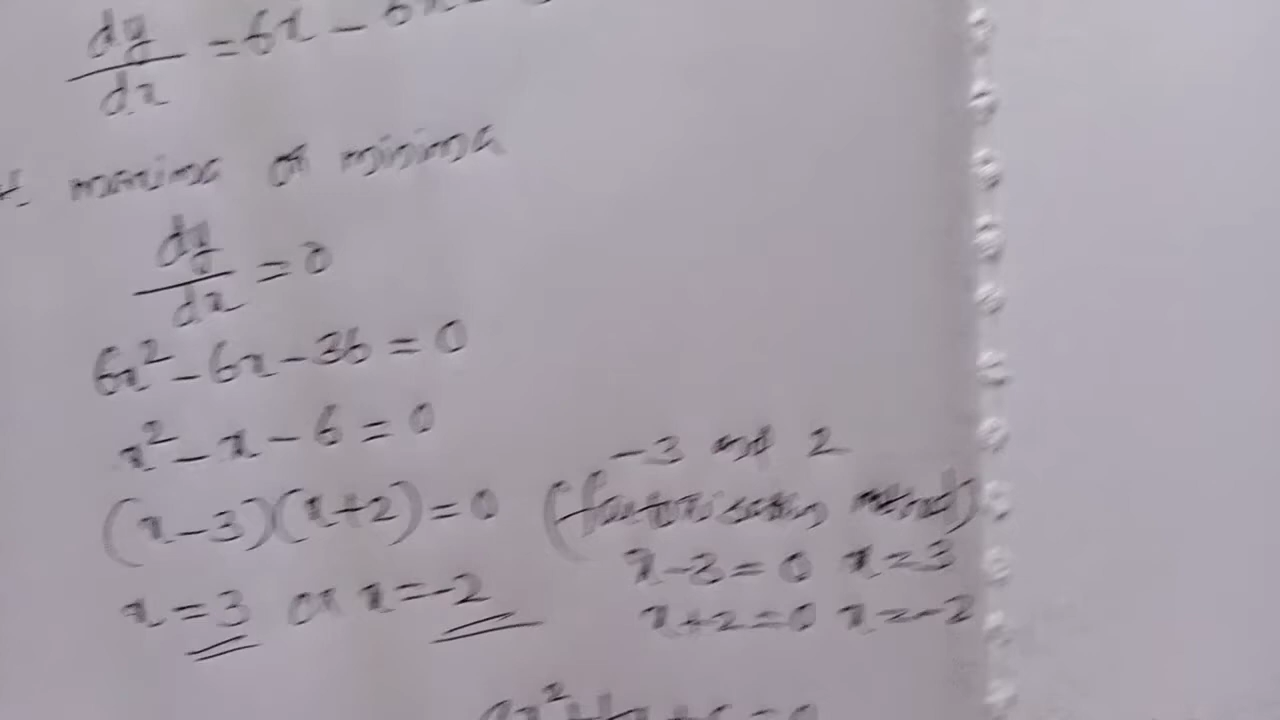 dy/dx = 6x - 6x
maxima or minima
dy/dx = 0
6x² - 6x - 36 = 0
x² - x - 6 = 0
-3 and 2
(x-3)(x+2) = 0 (factorisation method)
x-3=0 x=3
x = 3 or x = -2
x+2=0 x=-2